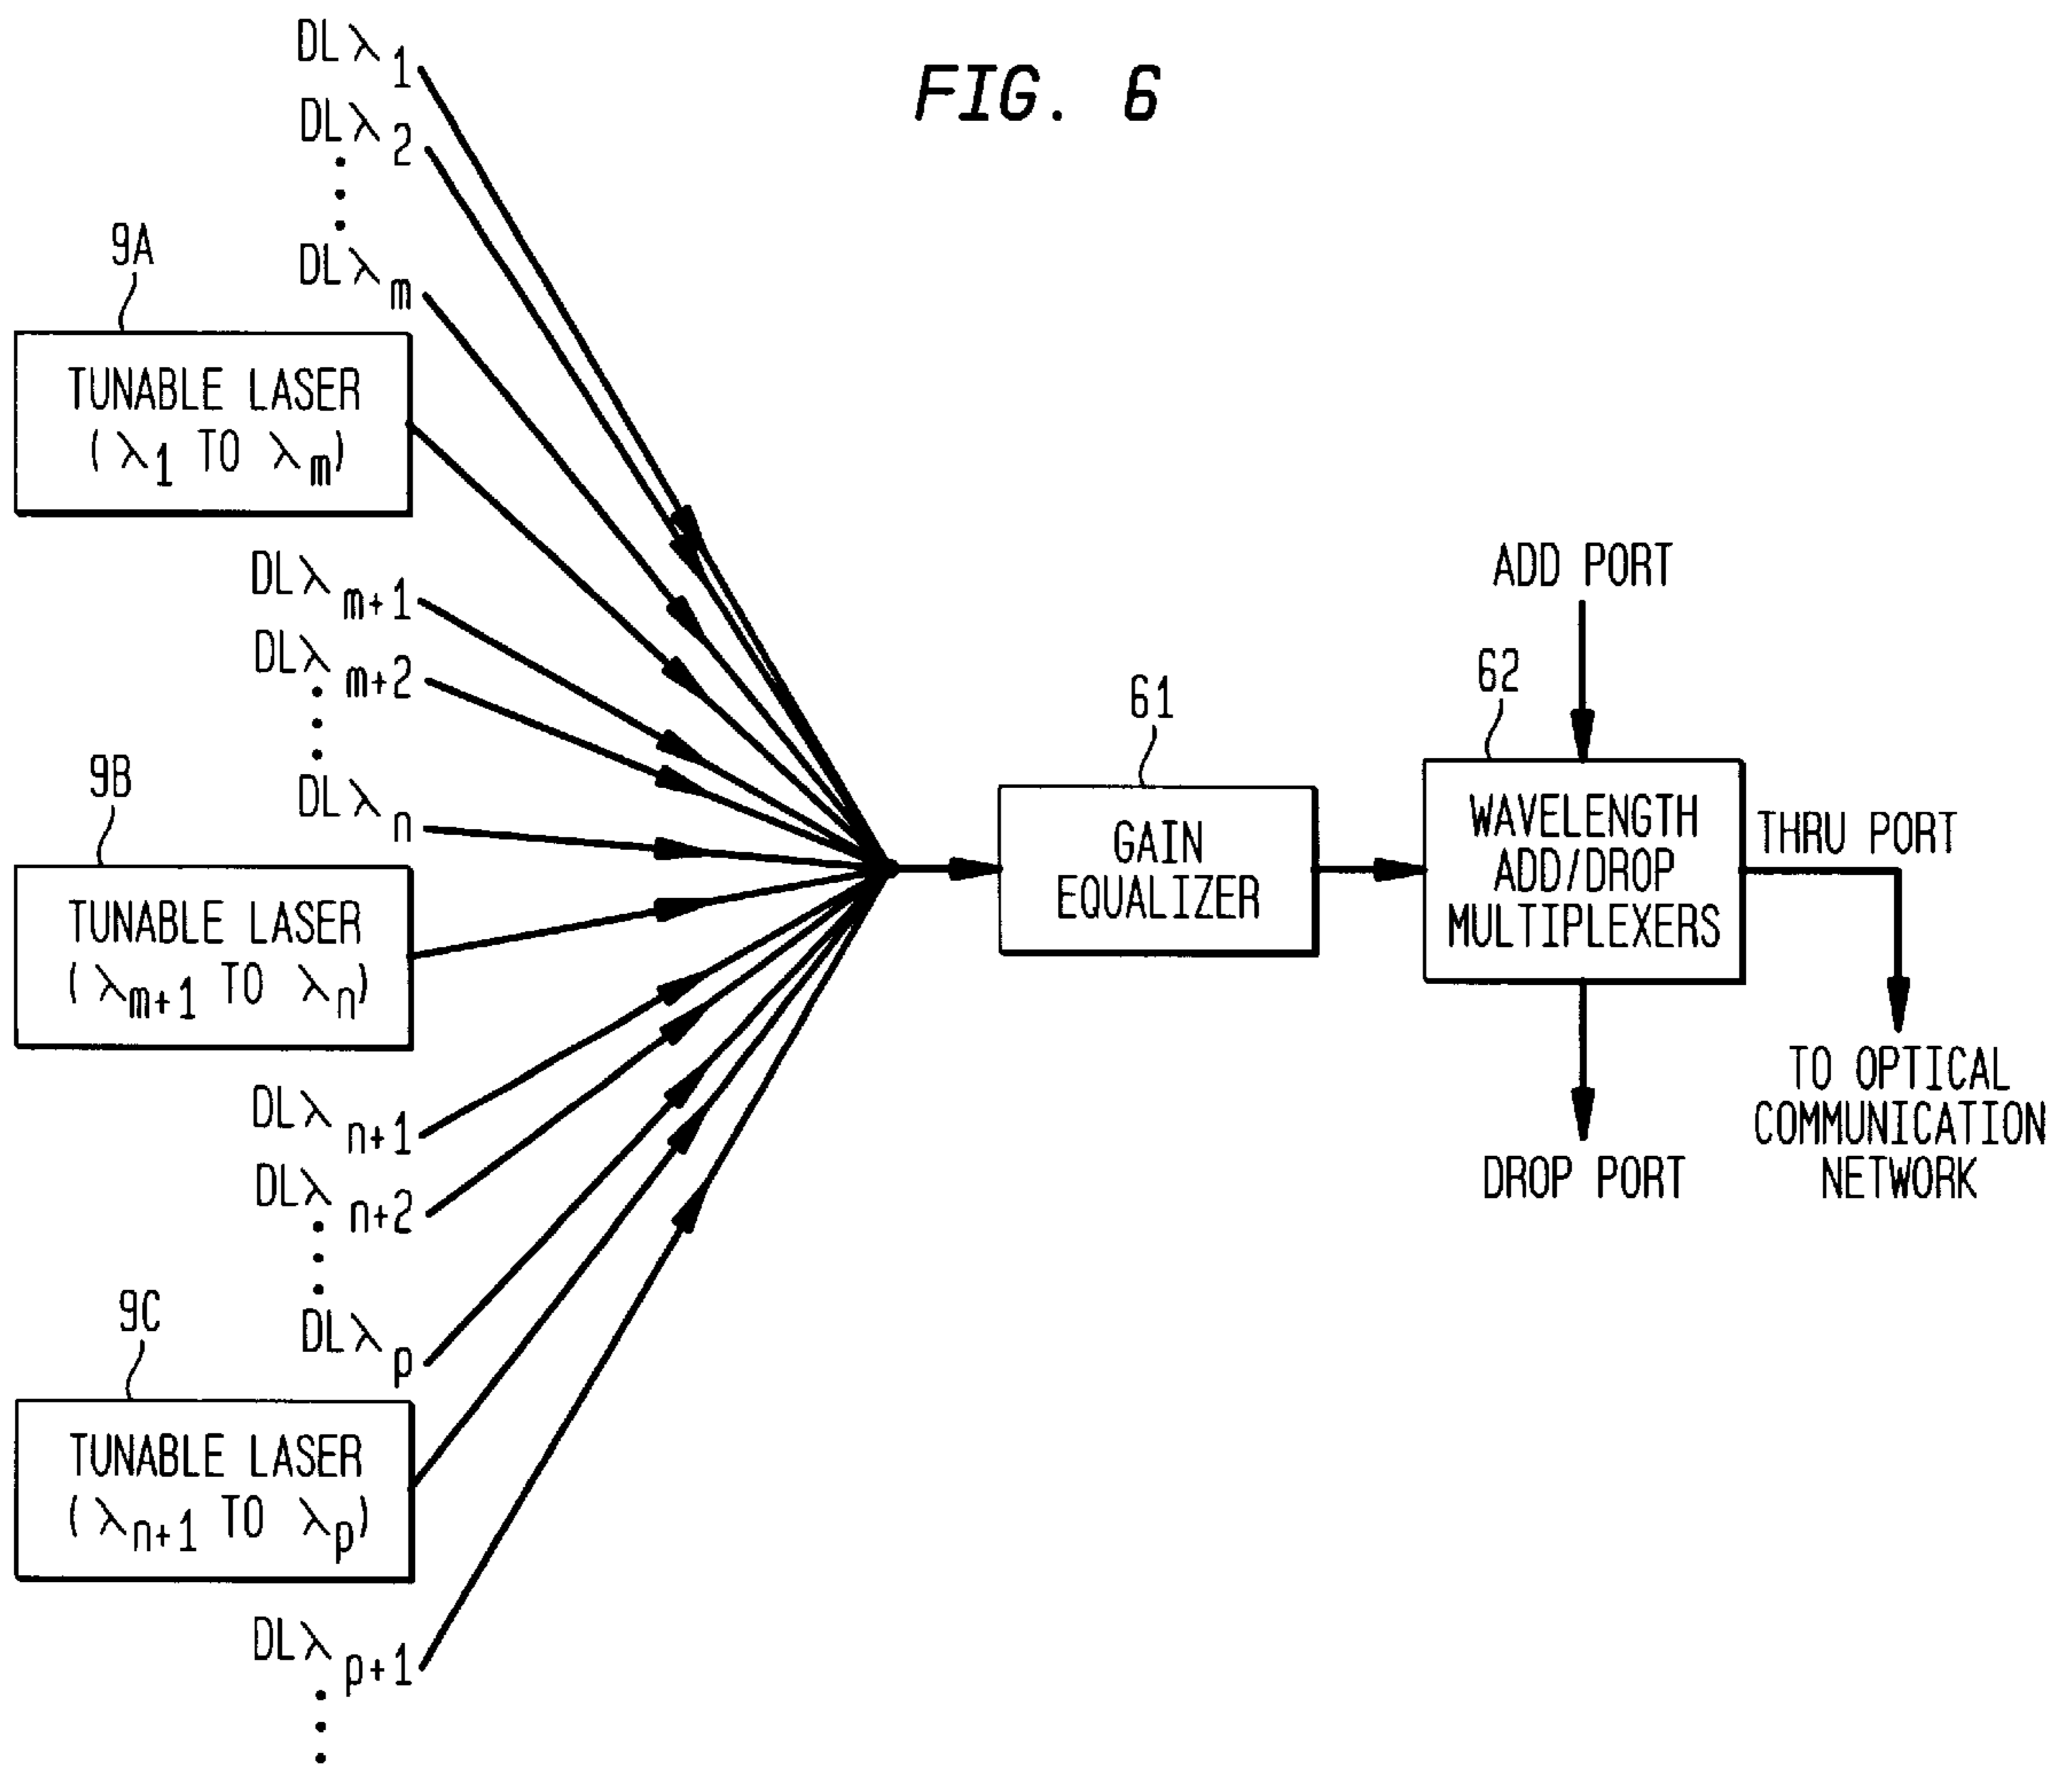 FIG. 6
DLλ1
DLλ2
DLλm
9A
TUNABLE LASER
(λ1 TO λm)
DLλm+1
DLλm+2
DLλn
9B
TUNABLE LASER
(λm+1 TO λn)
DLλn+1
DLλn+2
DLλp
9C
TUNABLE LASER
(λn+1 TO λp)
DLλp+1
61
GAIN
EQUALIZER
ADD PORT
62
WAVELENGTH
ADD/DROP
MULTIPLEXERS
THRU PORT
DROP PORT
TO OPTICAL
COMMUNICATION
NETWORK